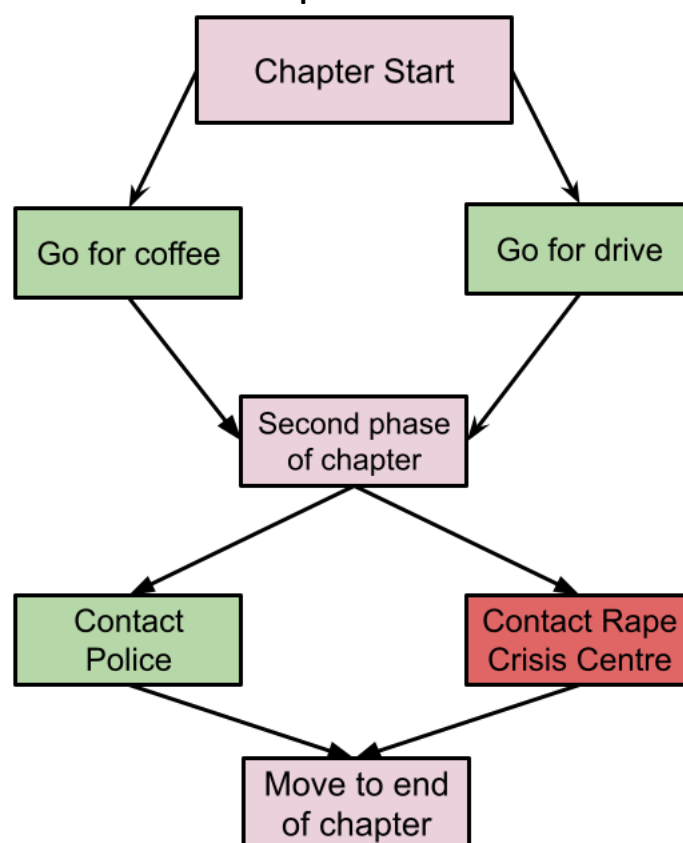 Chapter Start
Go for coffee
Go for drive
Second phase
of chapter
Contact
Police
Contact Rape
Crisis Centre
Move to end
of chapter